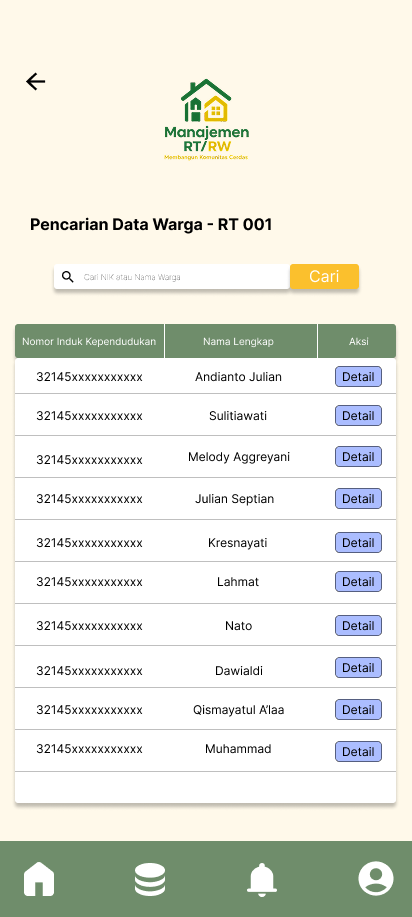 Manajemen
RT/RW
Membangun Komunitas Cerdas
Pencarian Data Warga - RT 001
Cari NIK atau Nama Warga
Cari
Nomor Induk Kependudukan Nama Lengkap Aksi
32145xxxxxxxxxxx Andianto Julian Detail
32145xxxxxxxxxxx Sulitiawati Detail
32145xxxxxxxxxxx Melody Aggreyani Detail
32145xxxxxxxxxxx Julian Septian Detail
32145xxxxxxxxxxx Kresnayati Detail
32145xxxxxxxxxxx Lahmat Detail
32145xxxxxxxxxxx Nato Detail
32145xxxxxxxxxxx Dawialdi Detail
32145xxxxxxxxxxx Qismayatul A'laa Detail
32145xxxxxxxxxxx Muhammad Detail